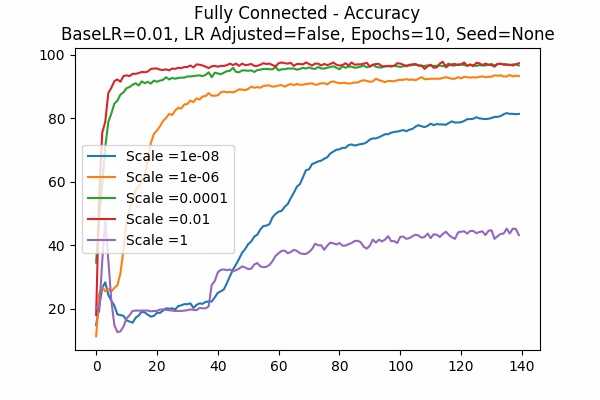 Fully Connected - Accuracy
BaseLR=0.01, LR Adjusted=False, Epochs=10, Seed=None
100
80
60
40
20
Scale =1e-08
Scale =1e-06
Scale =0.0001
Scale =0.01
Scale =1
0 20 40 60 80 100 120 140